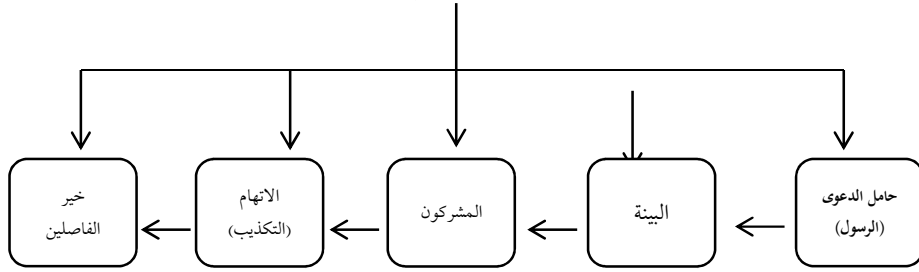 حامل الدعوى
(الرسول)
البينة
المشركون
الاتهام
(التكذيب)
خير
الفاصلين